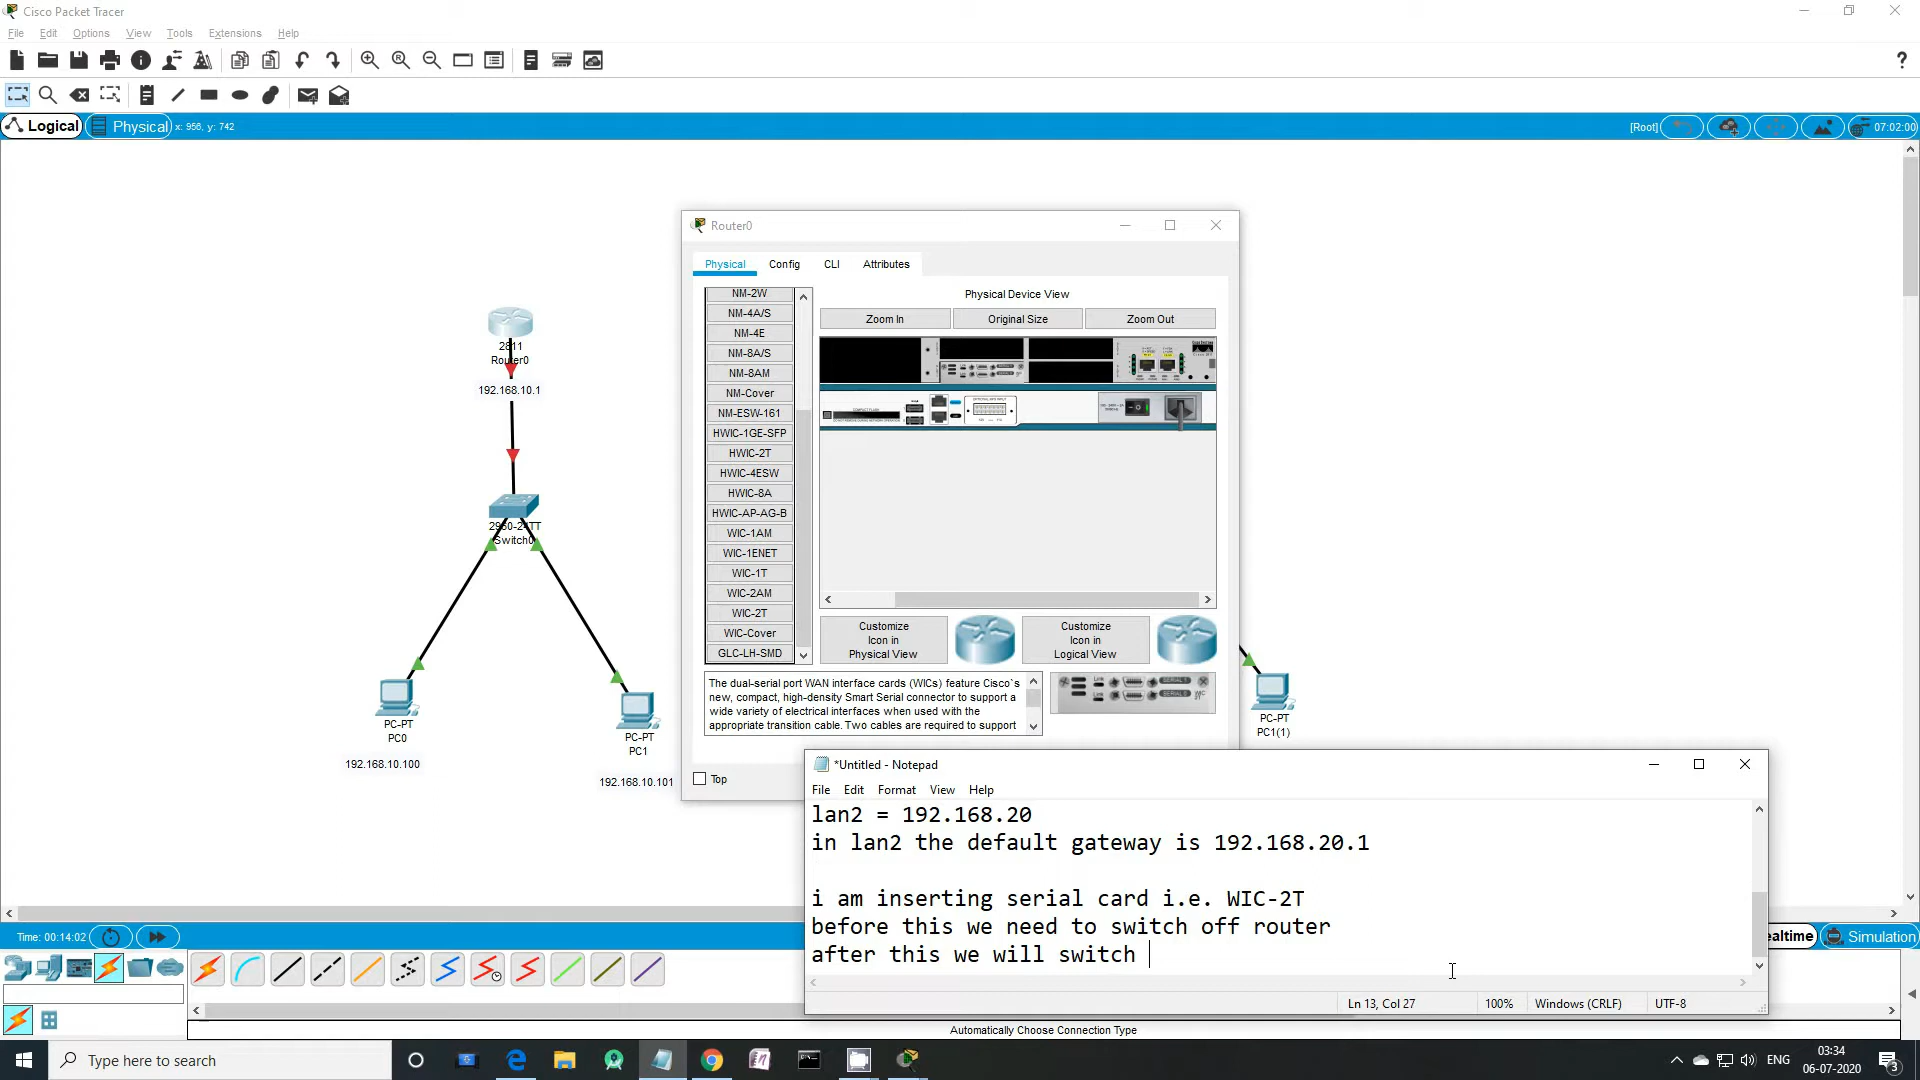 Cisco Packet Tracer
File Edit Options View Tools Extensions Help
Logical Physical x: 956, y: 742 [Root] 07:02:00
Router0
Physical Config CLI Attributes
NM-2W
NM-4A/S
NM-4E
NM-8A/S
NM-8AM
NM-Cover
NM-ESW-161
HWIC-1GE-SFP
HWIC-2T
HWIC-4ESW
HWIC-8A
HWIC-AP-AG-B
WIC-1AM
WIC-1ENET
WIC-1T
WIC-2AM
WIC-2T
WIC-Cover
GLC-LH-SMD
Physical Device View
Zoom In Original Size Zoom Out
Customize
Icon in
Physical View
Customize
Icon in
Logical View
The dual-serial port WAN interface cards (WICs) feature Cisco`s
new, compact, high-density Smart Serial connector to support a
wide variety of electrical interfaces when used with the
appropriate transition cable. Two cables are required to support
Top
2811
Router0
192.168.10.1
2950-24TT
Switch0
PC-PT
PC0
192.168.10.100
PC-PT
PC1
192.168.10.101
PC-PT
PC1(1)
*Untitled - Notepad
File Edit Format View Help
lan2 = 192.168.20
in lan2 the default gateway is 192.168.20.1
i am inserting serial card i.e. WIC-2T
before this we need to switch off router
after this we will switch
Ln 13, Col 27 100% Windows (CRLF) UTF-8
Time: 00:14:02
ealtime Simulation
Automatically Choose Connection Type
Type here to search
ENG
03:34
06-07-2020
3